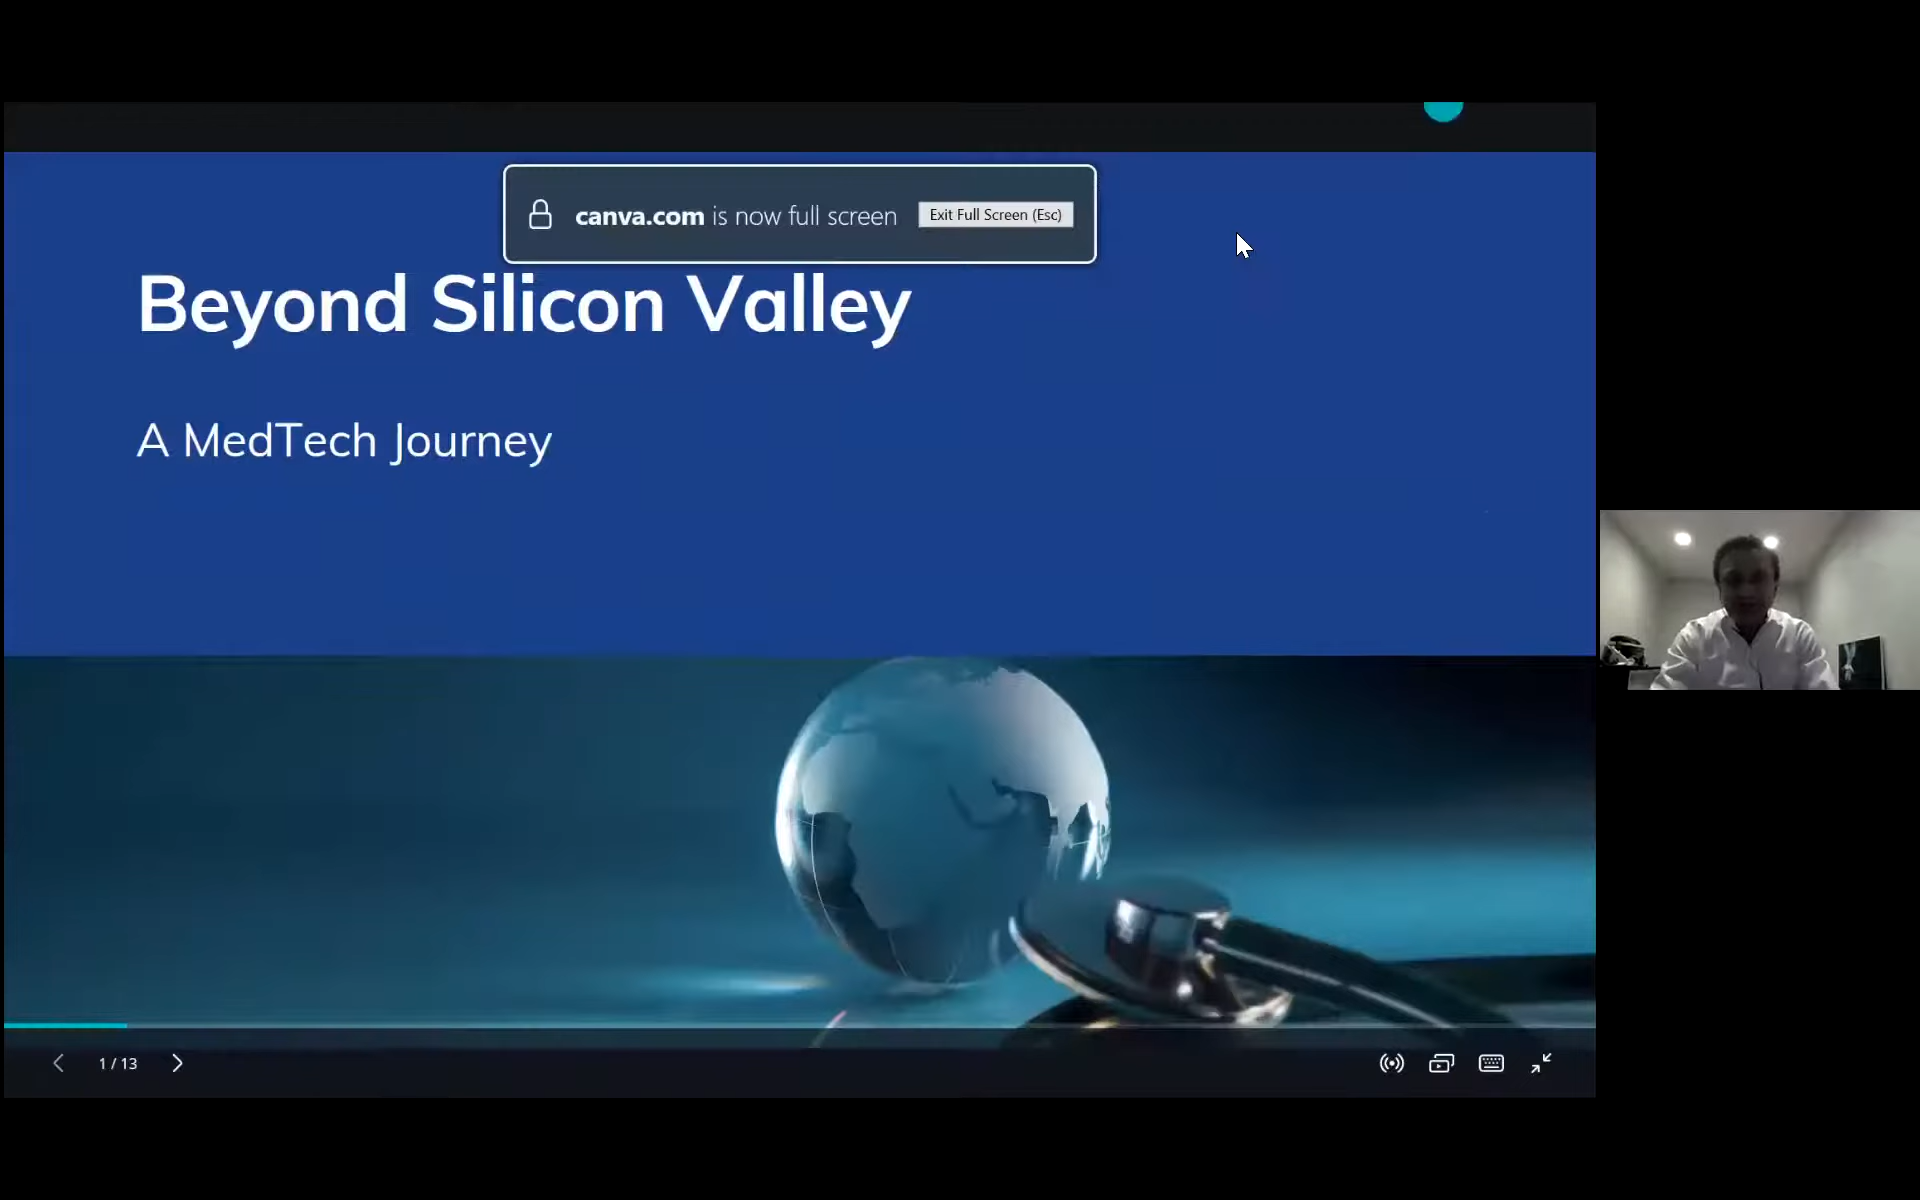 canva.com is now full screen Exit Full Screen (Esc)
Beyond Silicon Valley
A MedTech Journey
1 / 13